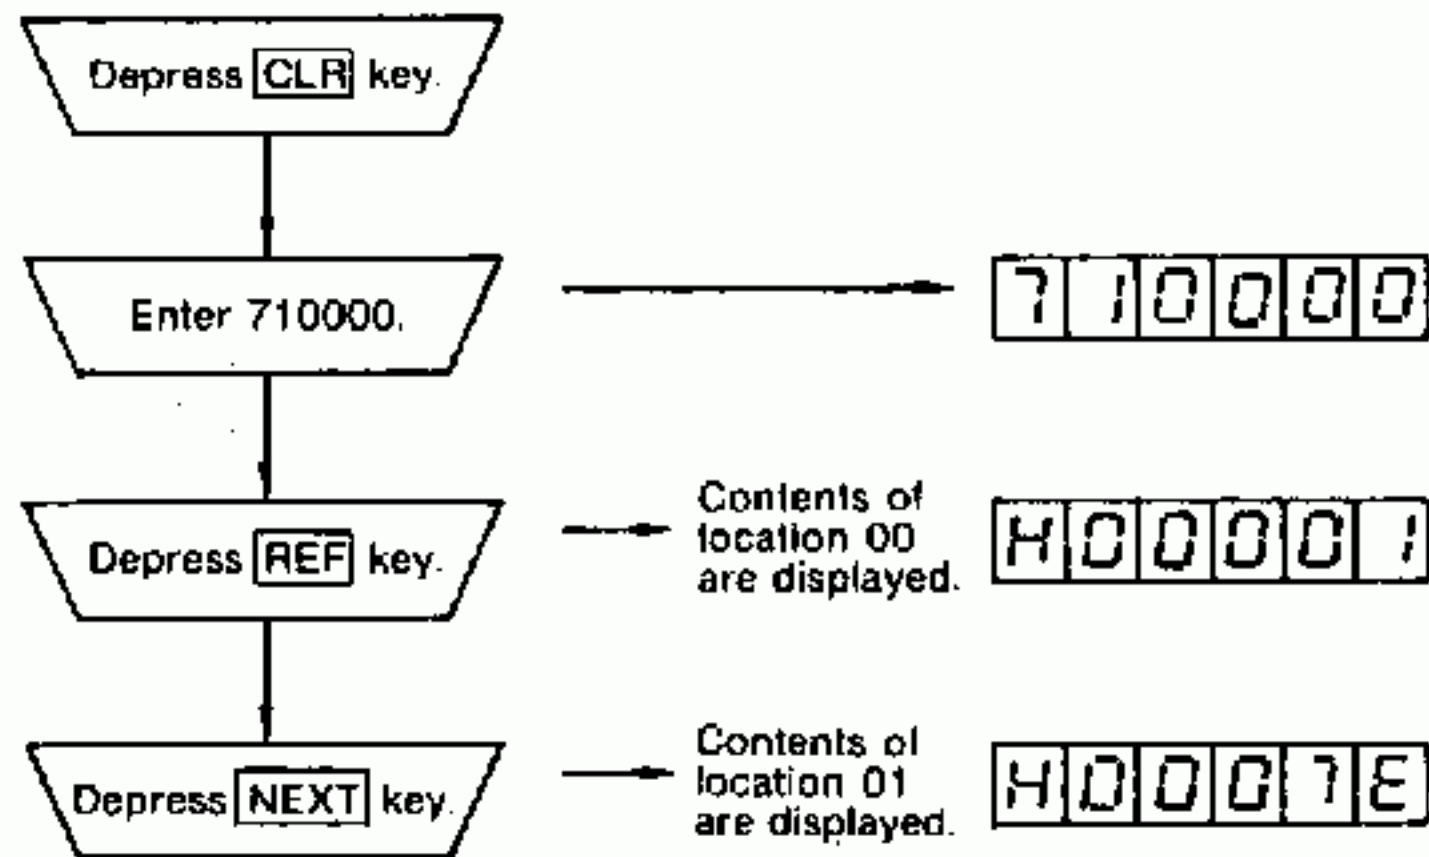 Depress CLR key.
Enter 710000.
710000
Depress REF key.
Contents of
location 00
are displayed.
H00001
Depress NEXT key.
Contents of
location 01
are displayed.
H0007E